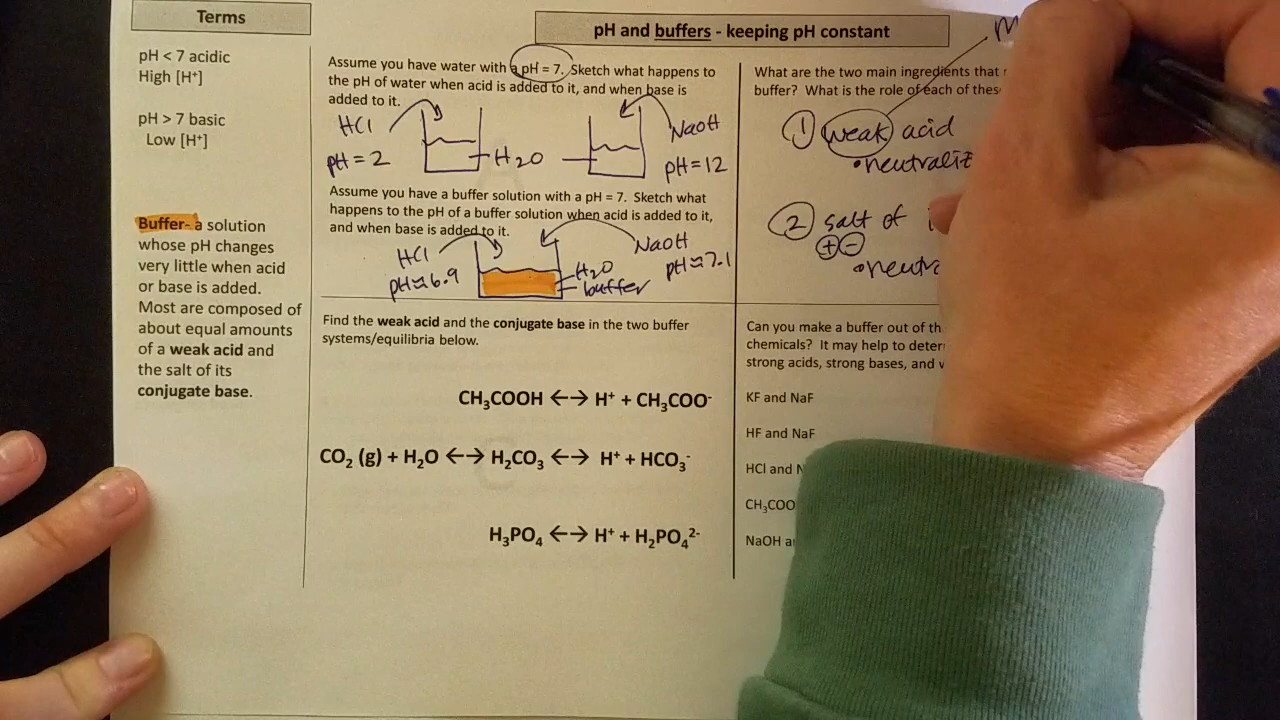 Terms
pH and buffers - keeping pH constant
pH < 7 acidic
High [H⁺]
pH > 7 basic
Low [H⁺]
Buffer- a solution
whose pH changes
very little when acid
or base is added.
Most are composed of
about equal amounts
of a weak acid and
the salt of its
conjugate base.
Assume you have water with a pH = 7. Sketch what happens to
the pH of water when acid is added to it, and when base is
added to it.
HCl
pH = 2
H2O
NaOH
pH = 12
Assume you have a buffer solution with a pH = 7. Sketch what
happens to the pH of a buffer solution when acid is added to it,
and when base is added to it.
HCl
pH ≈ 6.9
H2O
buffer
NaOH
pH ≈ 7.1
Find the weak acid and the conjugate base in the two buffer
systems/equilibria below.
CH₃COOH ←→ H⁺ + CH₃COO⁻
CO₂ (g) + H₂O ←→ H₂CO₃ ←→ H⁺ + HCO₃⁻
H₃PO₄ ←→ H⁺ + H₂PO₄²⁻
What are the two main ingredients that
buffer? What is the role of each of
① weak acid
•
② salt of
⊕⊖
•
Can you make a buffer out of
chemicals? It may help to
strong acids, strong bases, and
KF and NaF
HF and NaF
HCl and
CH₃COO
NaOH